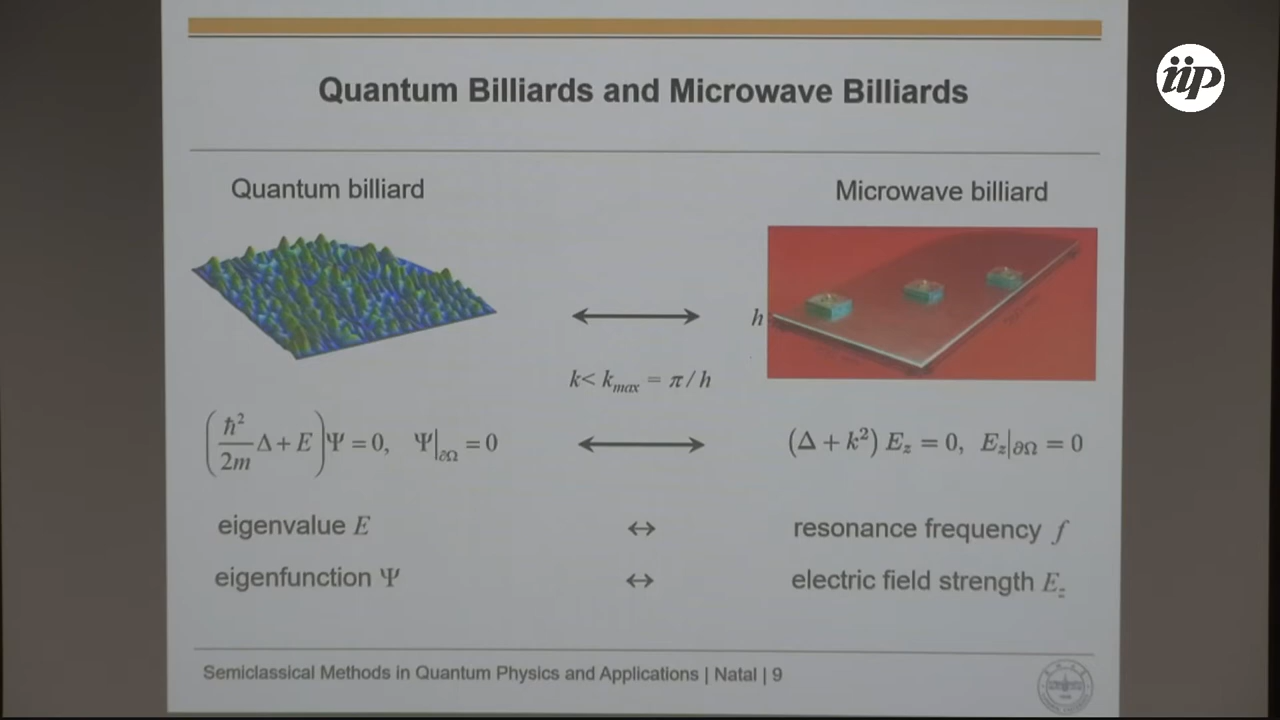 iip
Quantum Billiards and Microwave Billiards
Quantum billiard
Microwave billiard
h
k< k_max = π / h
(ħ²/2m Δ + E)Ψ = 0, Ψ|∂Ω = 0
(Δ + k²) E_z = 0, E_z|∂Ω = 0
eigenvalue E ↔ resonance frequency f
eigenfunction Ψ ↔ electric field strength E_z
Semiclassical Methods in Quantum Physics and Applications | Natal | 9